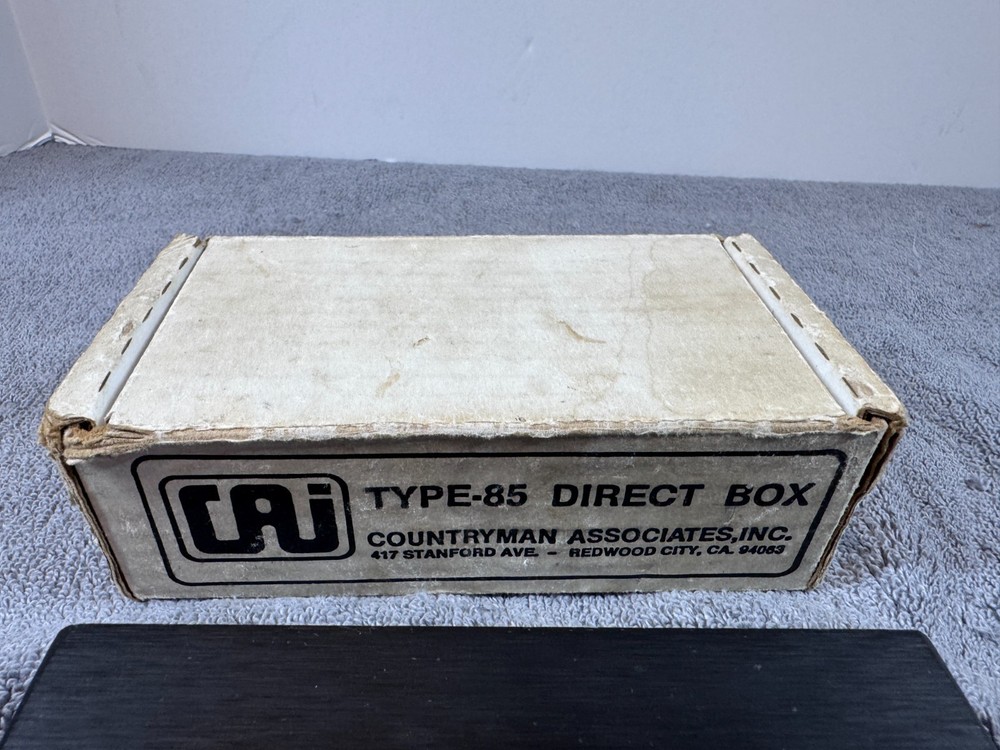 CAi
TYPE-85 DIRECT BOX
COUNTRYMAN ASSOCIATES,INC.
417 STANFORD AVE. - REDWOOD CITY, CA. 94063